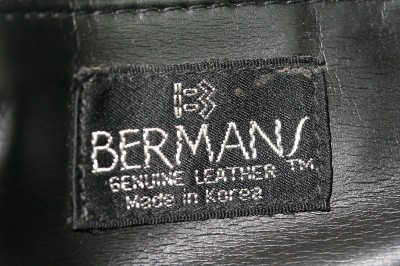 B
BERMANS
GENUINE LEATHER ™
Made in Korea